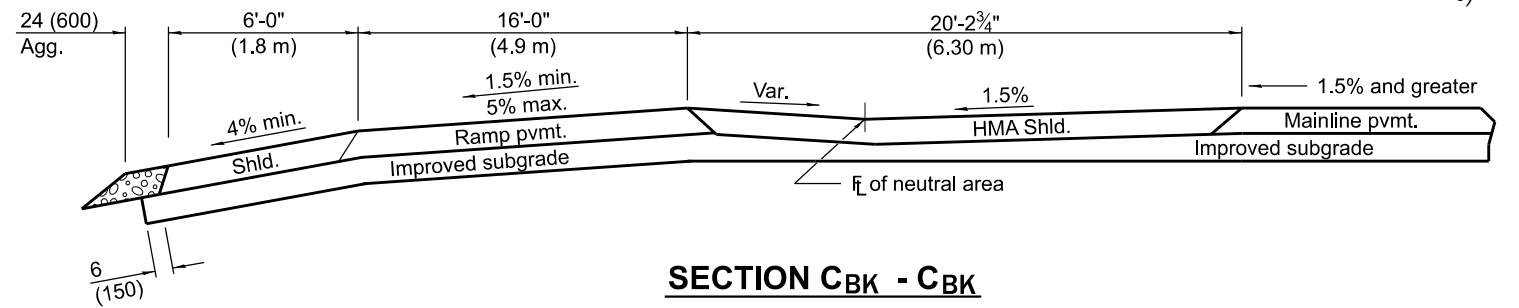 24 (600)
Agg.
6'-0"
(1.8 m)
16'-0"
(4.9 m)
20'-2¾"
(6.30 m)
4% min.
1.5% min.
5% max.
Var.
1.5%
1.5% and greater
Shld.
Ramp pvmt.
HMA Shld.
Mainline pvmt.
Improved subgrade
Improved subgrade
FL of neutral area
6
(150)
SECTION CBK - CBK